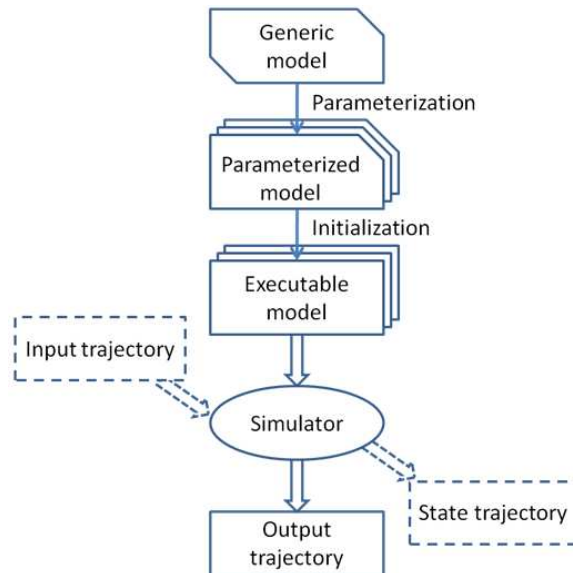 Generic
model
Parameterization
Parameterized
model
Initialization
Executable
model
Input trajectory
Simulator
State trajectory
Output
trajectory